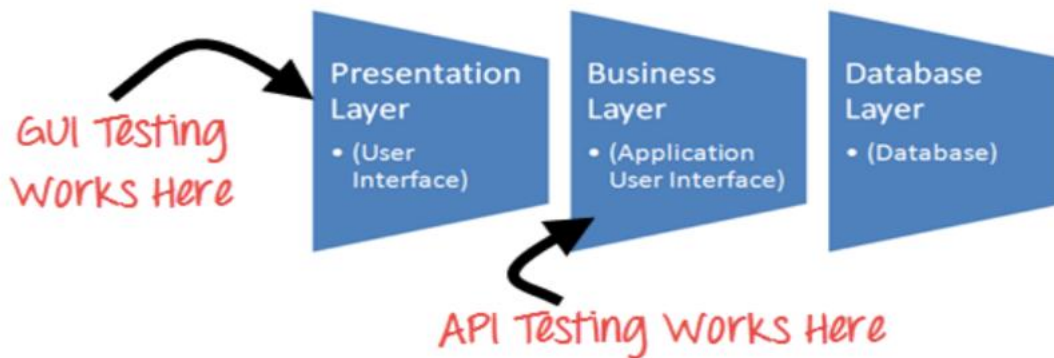 GUI Testing
Works Here
Presentation
Layer
• (User
Interface)
Business
Layer
• (Application
User Interface)
Database
Layer
• (Database)
API Testing Works Here